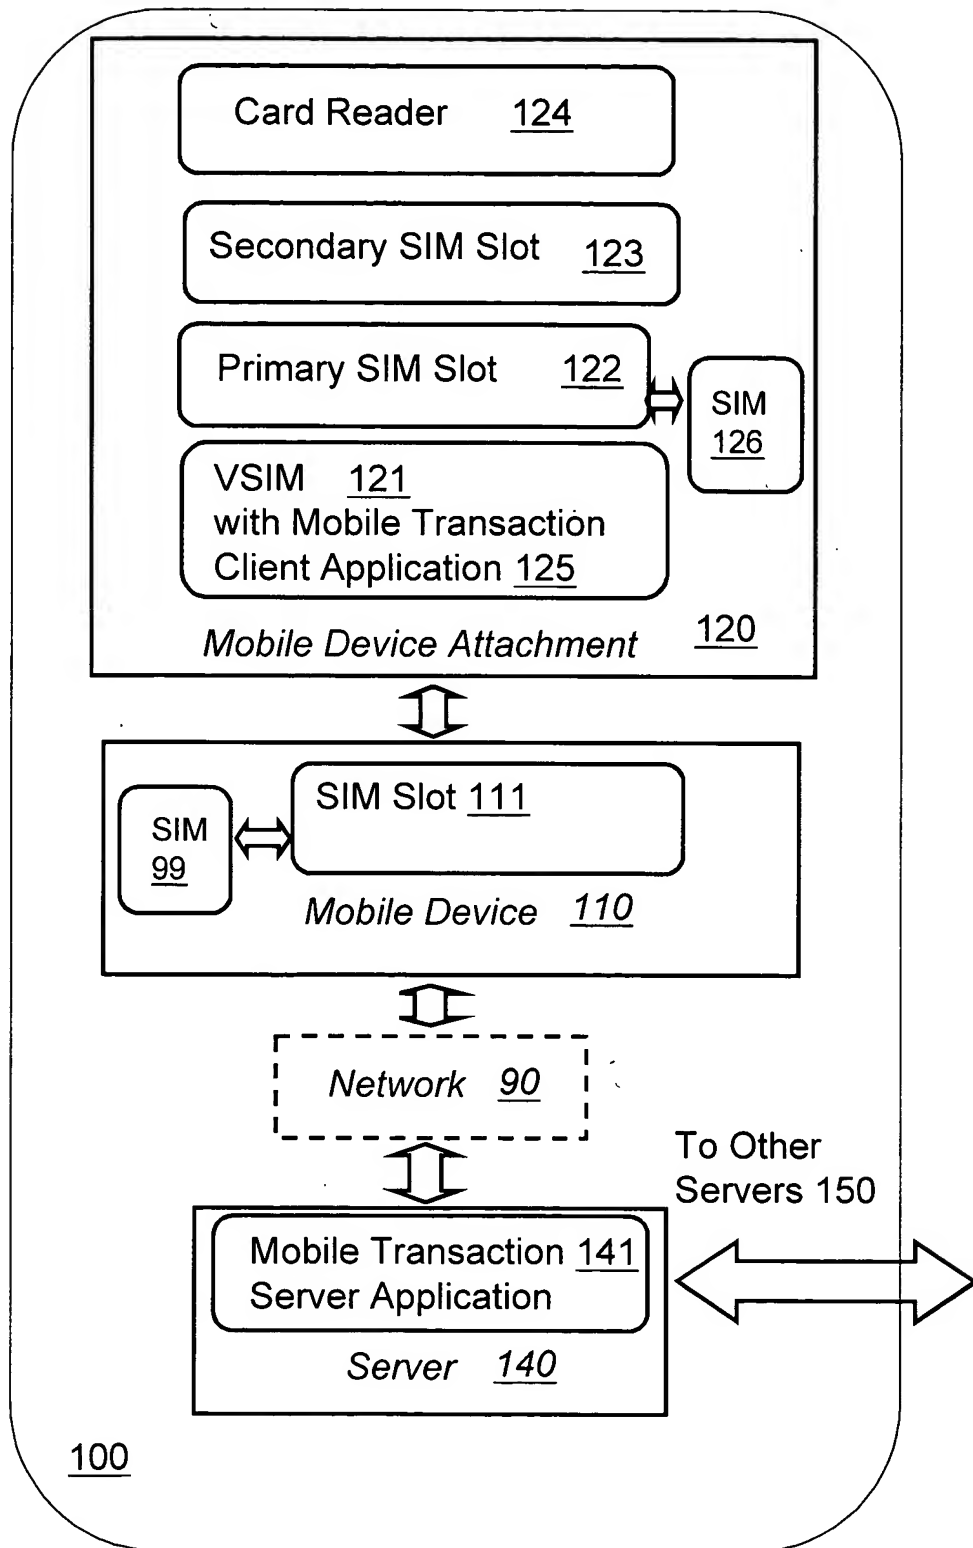 Card Reader 124
Secondary SIM Slot 123
Primary SIM Slot 122
SIM
126
VSIM 121
with Mobile Transaction
Client Application 125
Mobile Device Attachment 120
SIM Slot 111
SIM
99
Mobile Device 110
Network 90
To Other
Servers 150
Mobile Transaction 141
Server Application
Server 140
100